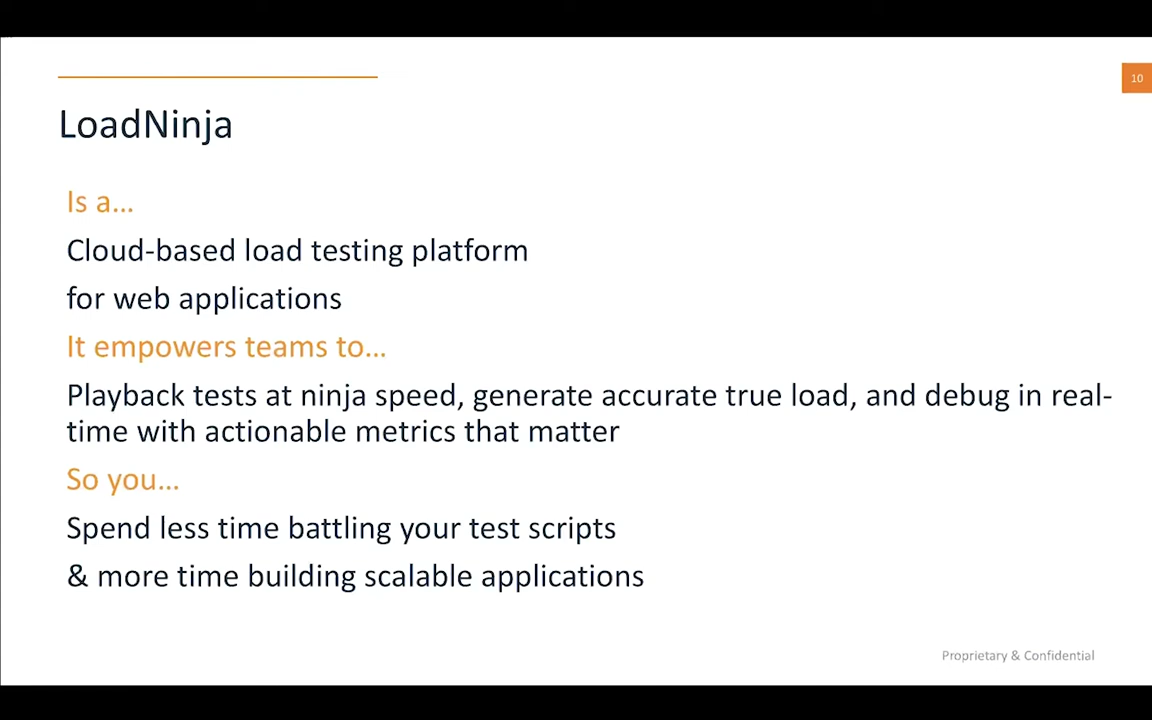 10
LoadNinja
Is a...
Cloud-based load testing platform
for web applications
It empowers teams to...
Playback tests at ninja speed, generate accurate true load, and debug in real-
time with actionable metrics that matter
So you...
Spend less time battling your test scripts
& more time building scalable applications
Proprietary & Confidential